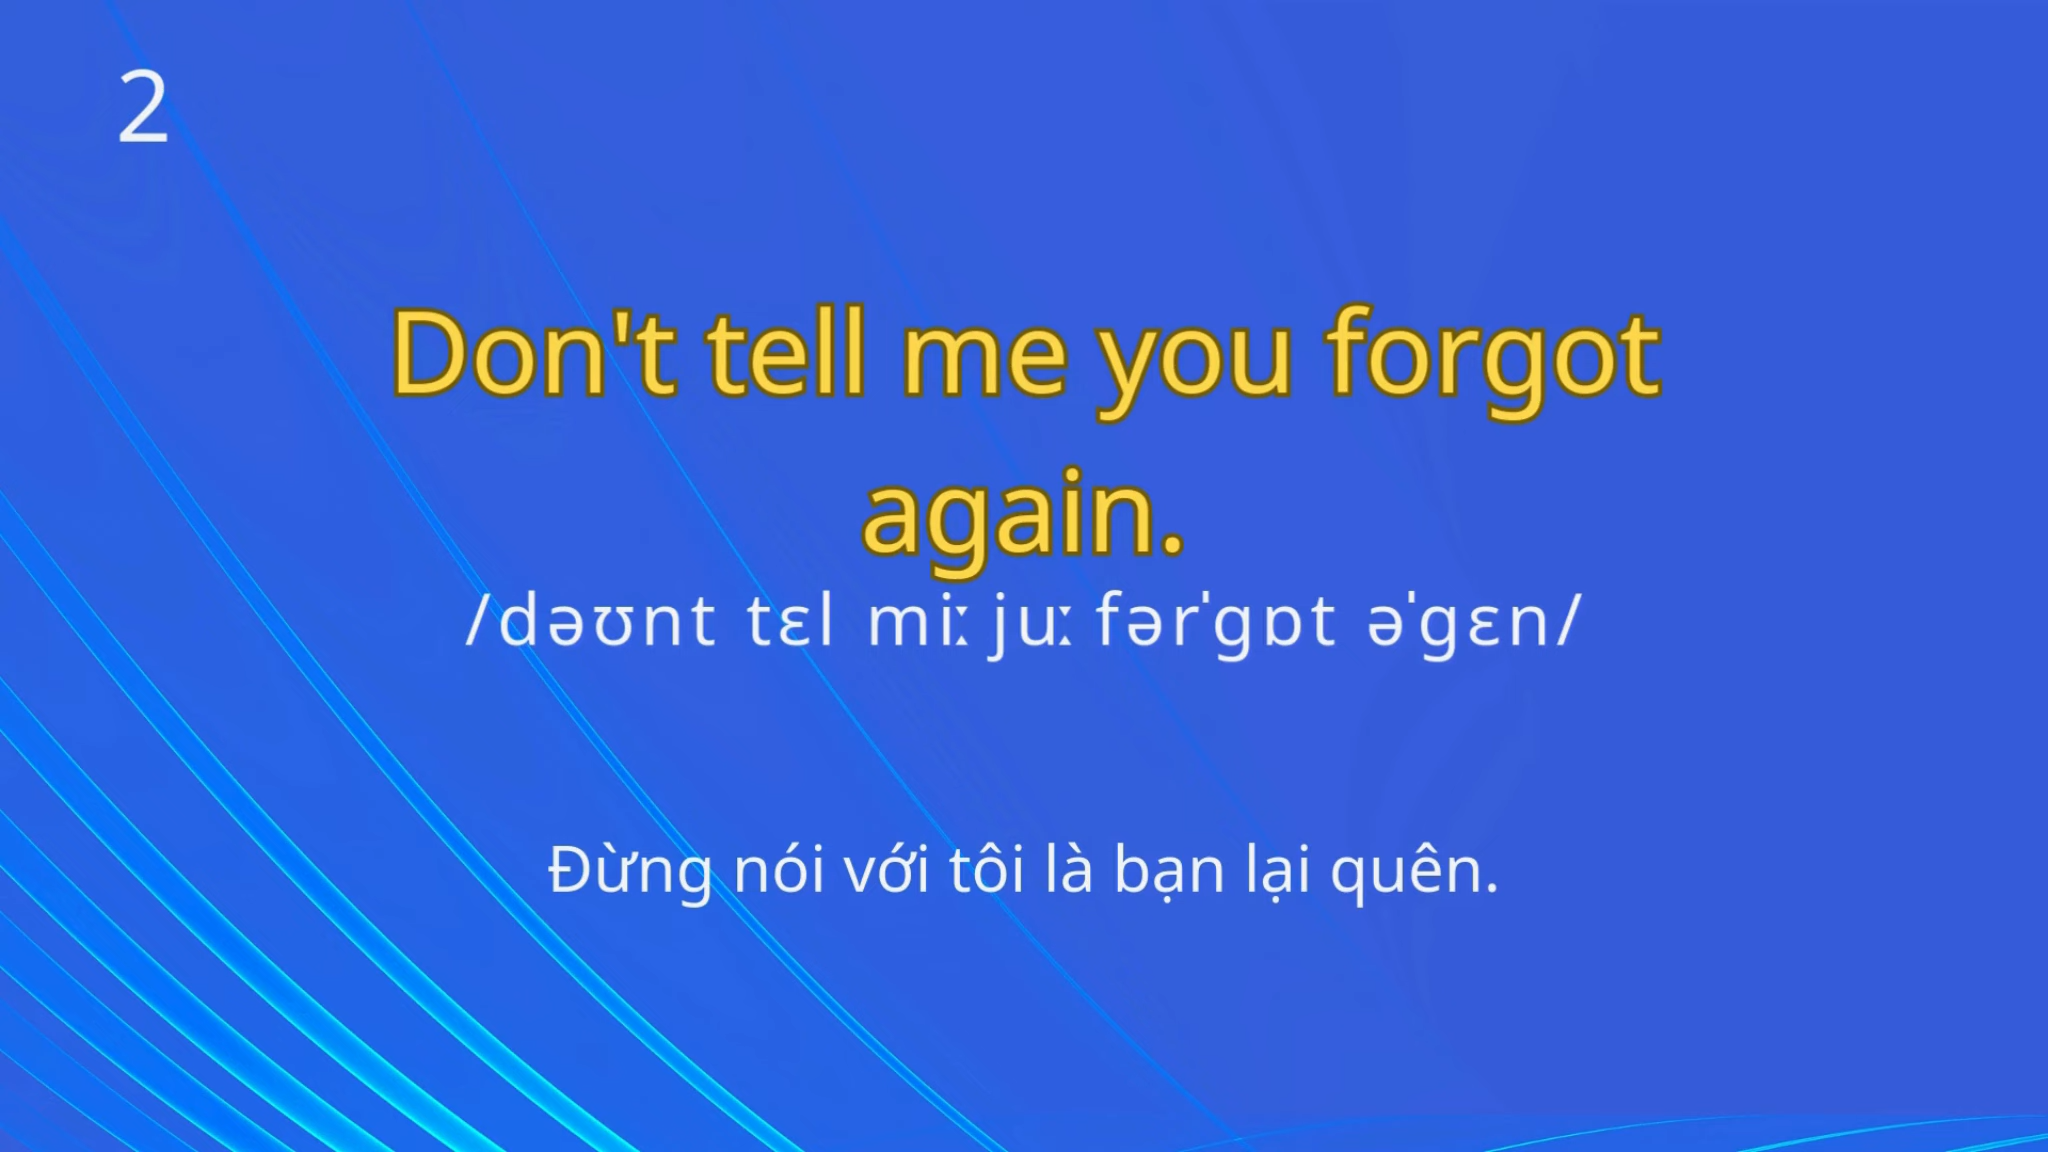 2
Don't tell me you forgot
again.
/dəʊnt tɛl miː juː fərˈgɒt əˈgɛn/
Đừng nói với tôi là bạn lại quên.